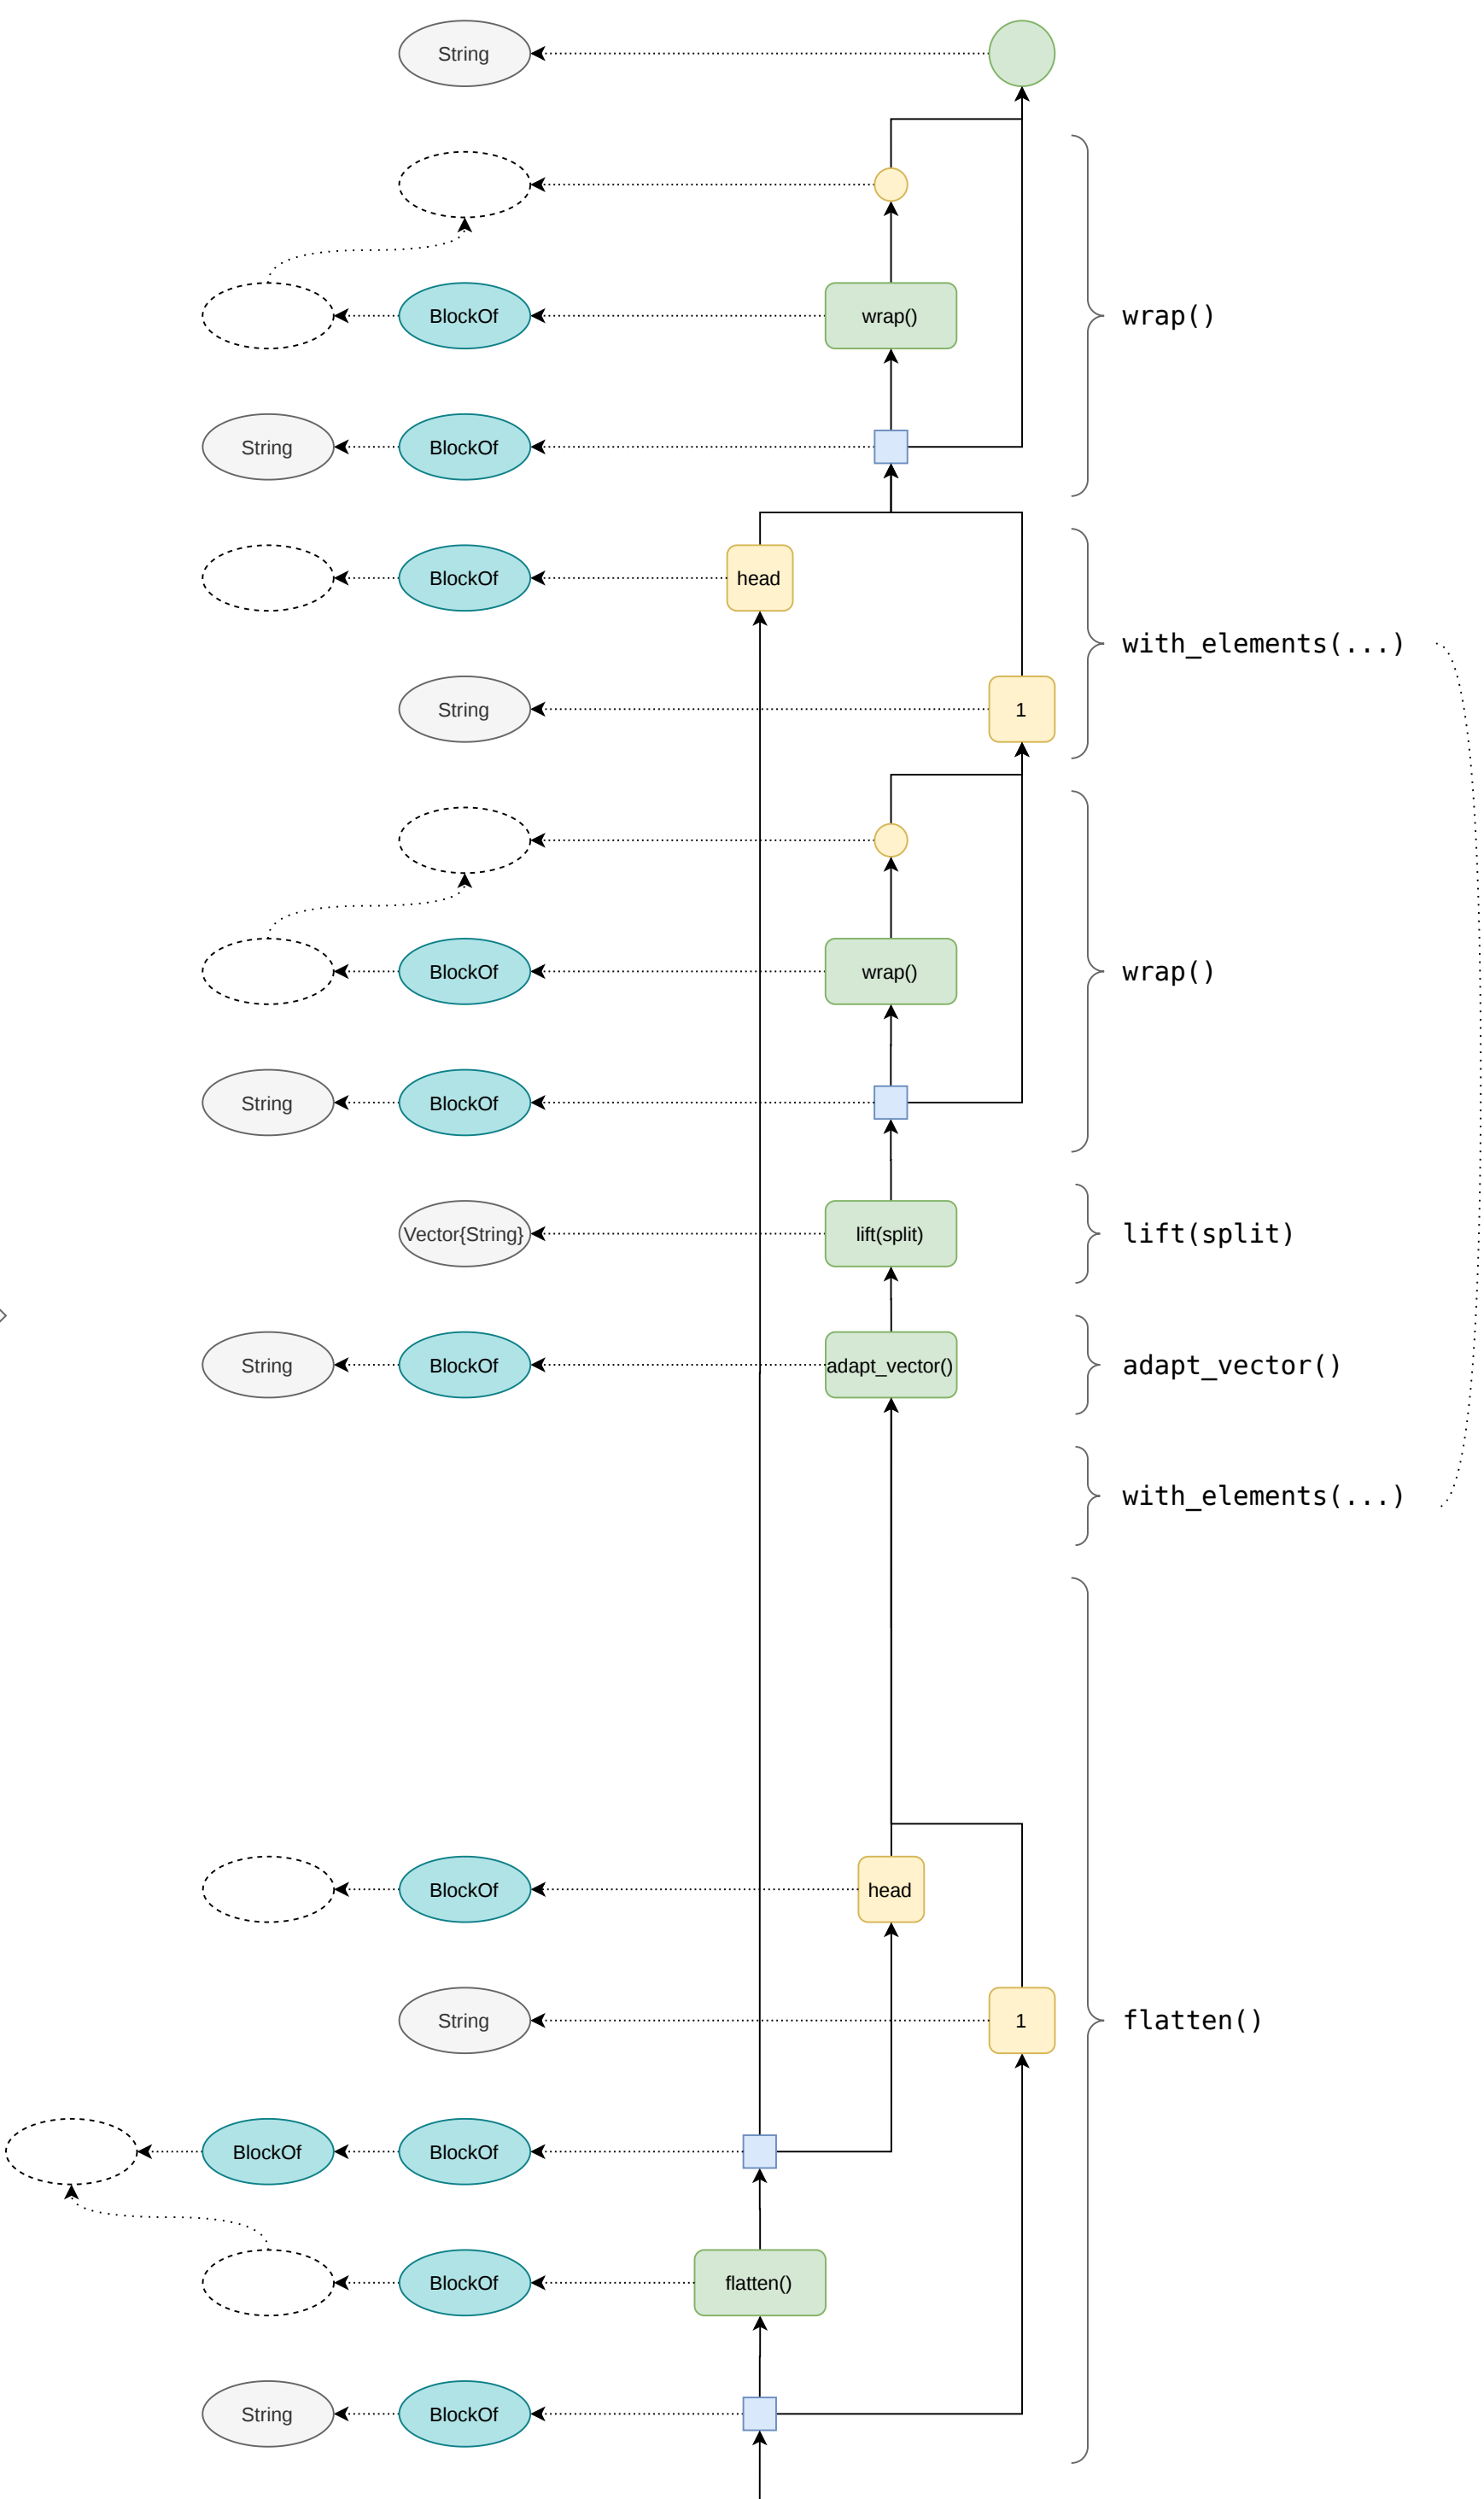 String
BlockOf
wrap()
wrap()
String
BlockOf
BlockOf
head
with_elements(...)
String
1
BlockOf
wrap()
wrap()
String
BlockOf
Vector{String}
lift(split)
lift(split)
String
BlockOf
adapt_vector()
adapt_vector()
with_elements(...)
BlockOf
head
String
1
flatten()
BlockOf
BlockOf
BlockOf
flatten()
String
BlockOf